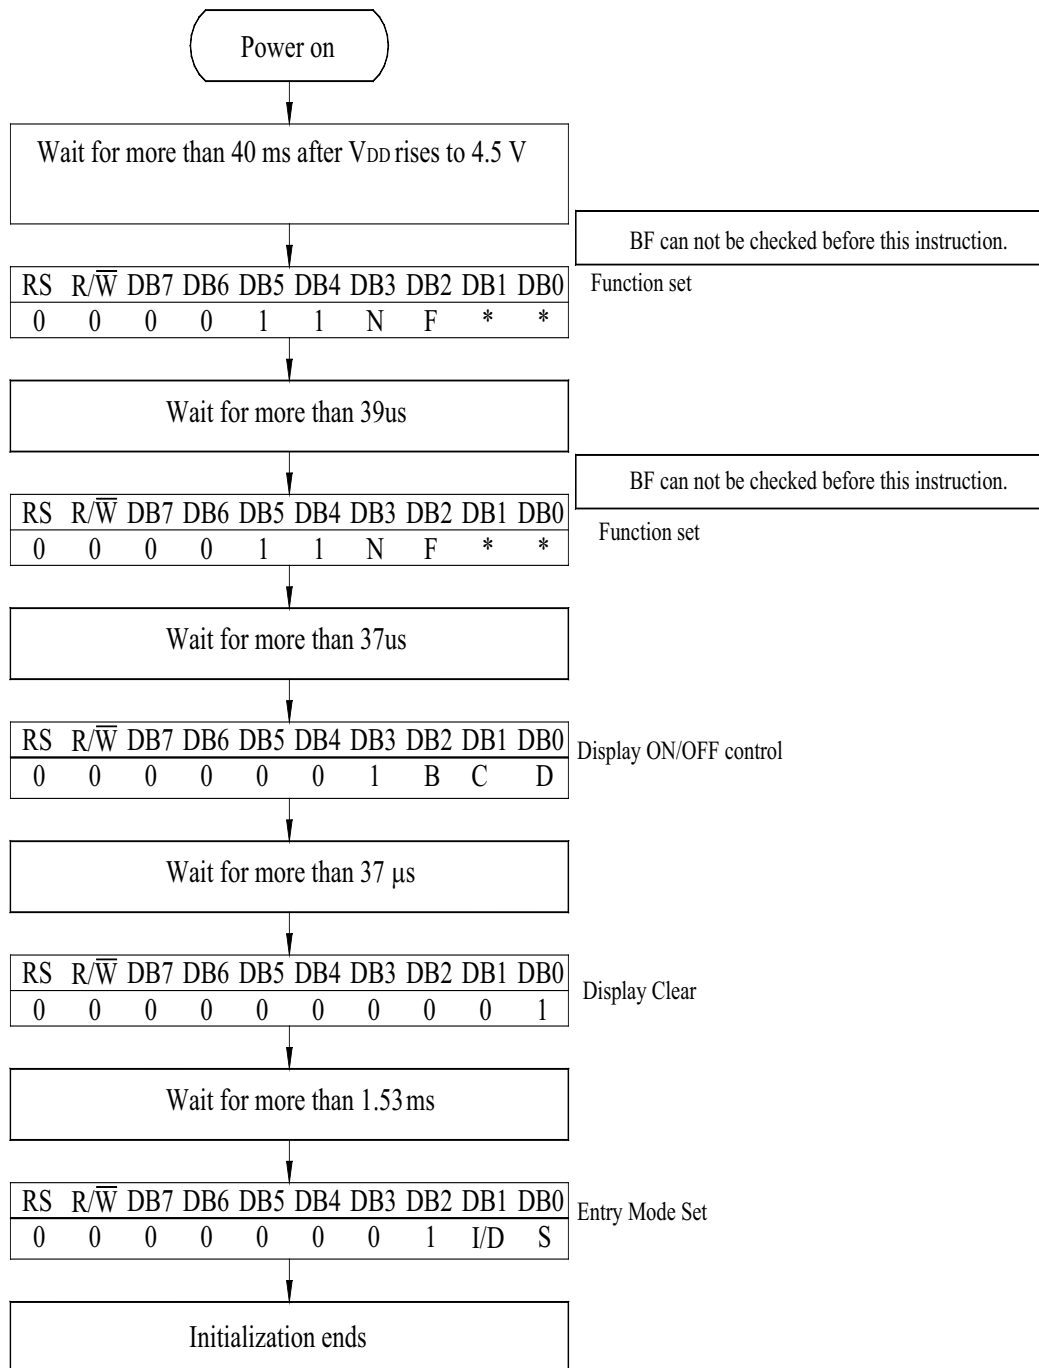 Power on
Wait for more than 40 ms after VDD rises to 4.5 V
BF can not be checked before this instruction.
RS R/W̅ DB7 DB6 DB5 DB4 DB3 DB2 DB1 DB0
Function set
0 0 0 0 1 1 N F * *
Wait for more than 39us
BF can not be checked before this instruction.
RS R/W̅ DB7 DB6 DB5 DB4 DB3 DB2 DB1 DB0
Function set
0 0 0 0 1 1 N F * *
Wait for more than 37us
RS R/W̅ DB7 DB6 DB5 DB4 DB3 DB2 DB1 DB0
Display ON/OFF control
0 0 0 0 0 0 1 B C D
Wait for more than 37 μs
RS R/W̅ DB7 DB6 DB5 DB4 DB3 DB2 DB1 DB0
Display Clear
0 0 0 0 0 0 0 0 0 1
Wait for more than 1.53ms
RS R/W̅ DB7 DB6 DB5 DB4 DB3 DB2 DB1 DB0
Entry Mode Set
0 0 0 0 0 0 0 1 I/D S
Initialization ends